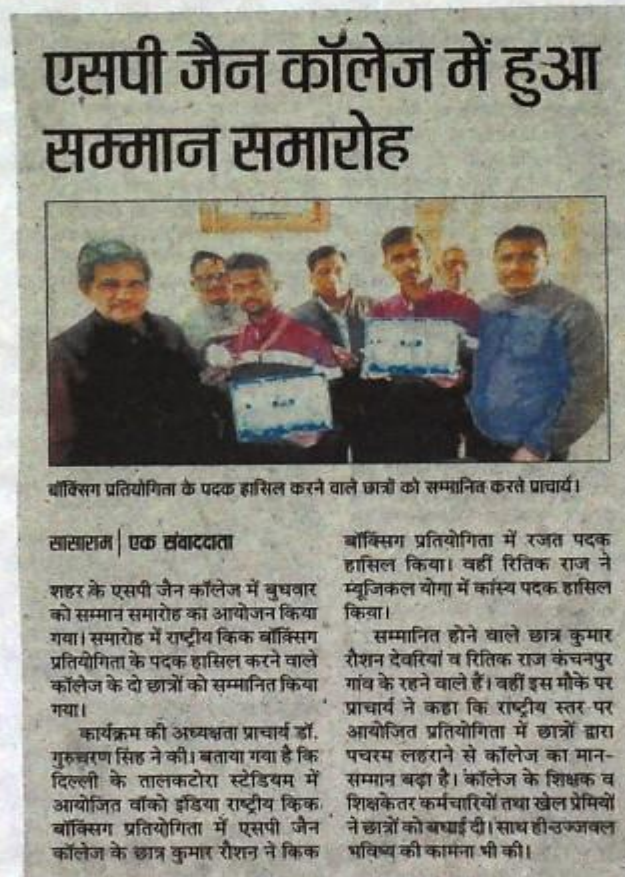 एसपी जैन कॉलेज में हुआ
सम्मान समारोह
बॉक्सिंग प्रतियोगिता के पदक हासिल करने वाले छात्रों को सम्मानित करते प्राचार्य।
सासाराम | एक संवाददाता
शहर के एसपी जैन कॉलेज में बुधवार
को सम्मान समारोह का आयोजन किया
गया। समारोह में राष्ट्रीय किक बॉक्सिंग
प्रतियोगिता के पदक हासिल करने वाले
कॉलेज के दो छात्रों को सम्मानित किया
गया।
कार्यक्रम की अध्यक्षता प्राचार्य डॉ.
गुरुचरण सिंह ने की। बताया गया है कि
दिल्ली के तालकटोरा स्टेडियम में
आयोजित वाको इंडिया राष्ट्रीय किक
बॉक्सिंग प्रतियोगिता में एसपी जैन
कॉलेज के छात्र कुमार रौशन ने किक
बॉक्सिंग प्रतियोगिता में रजत पदक
हासिल किया। वहीं रितिक राज ने
म्यूजिकल योगा में कांस्य पदक हासिल
किया।
सम्मानित होने वाले छात्र कुमार
रौशन देवरियां व रितिक राज कंचनपुर
गांव के रहने वाले हैं। वहीं इस मौके पर
प्राचार्य ने कहा कि राष्ट्रीय स्तर पर
आयोजित प्रतियोगिता में छात्रों द्वारा
पचरम लहराने से कॉलेज का मान-
सम्मान बढ़ा है। कॉलेज के शिक्षक व
शिक्षकेतर कर्मचारियों तथा खेल प्रेमियों
ने छात्रों को बधाई दी। साथ ही उज्जवल
भविष्य की कामना भी की।